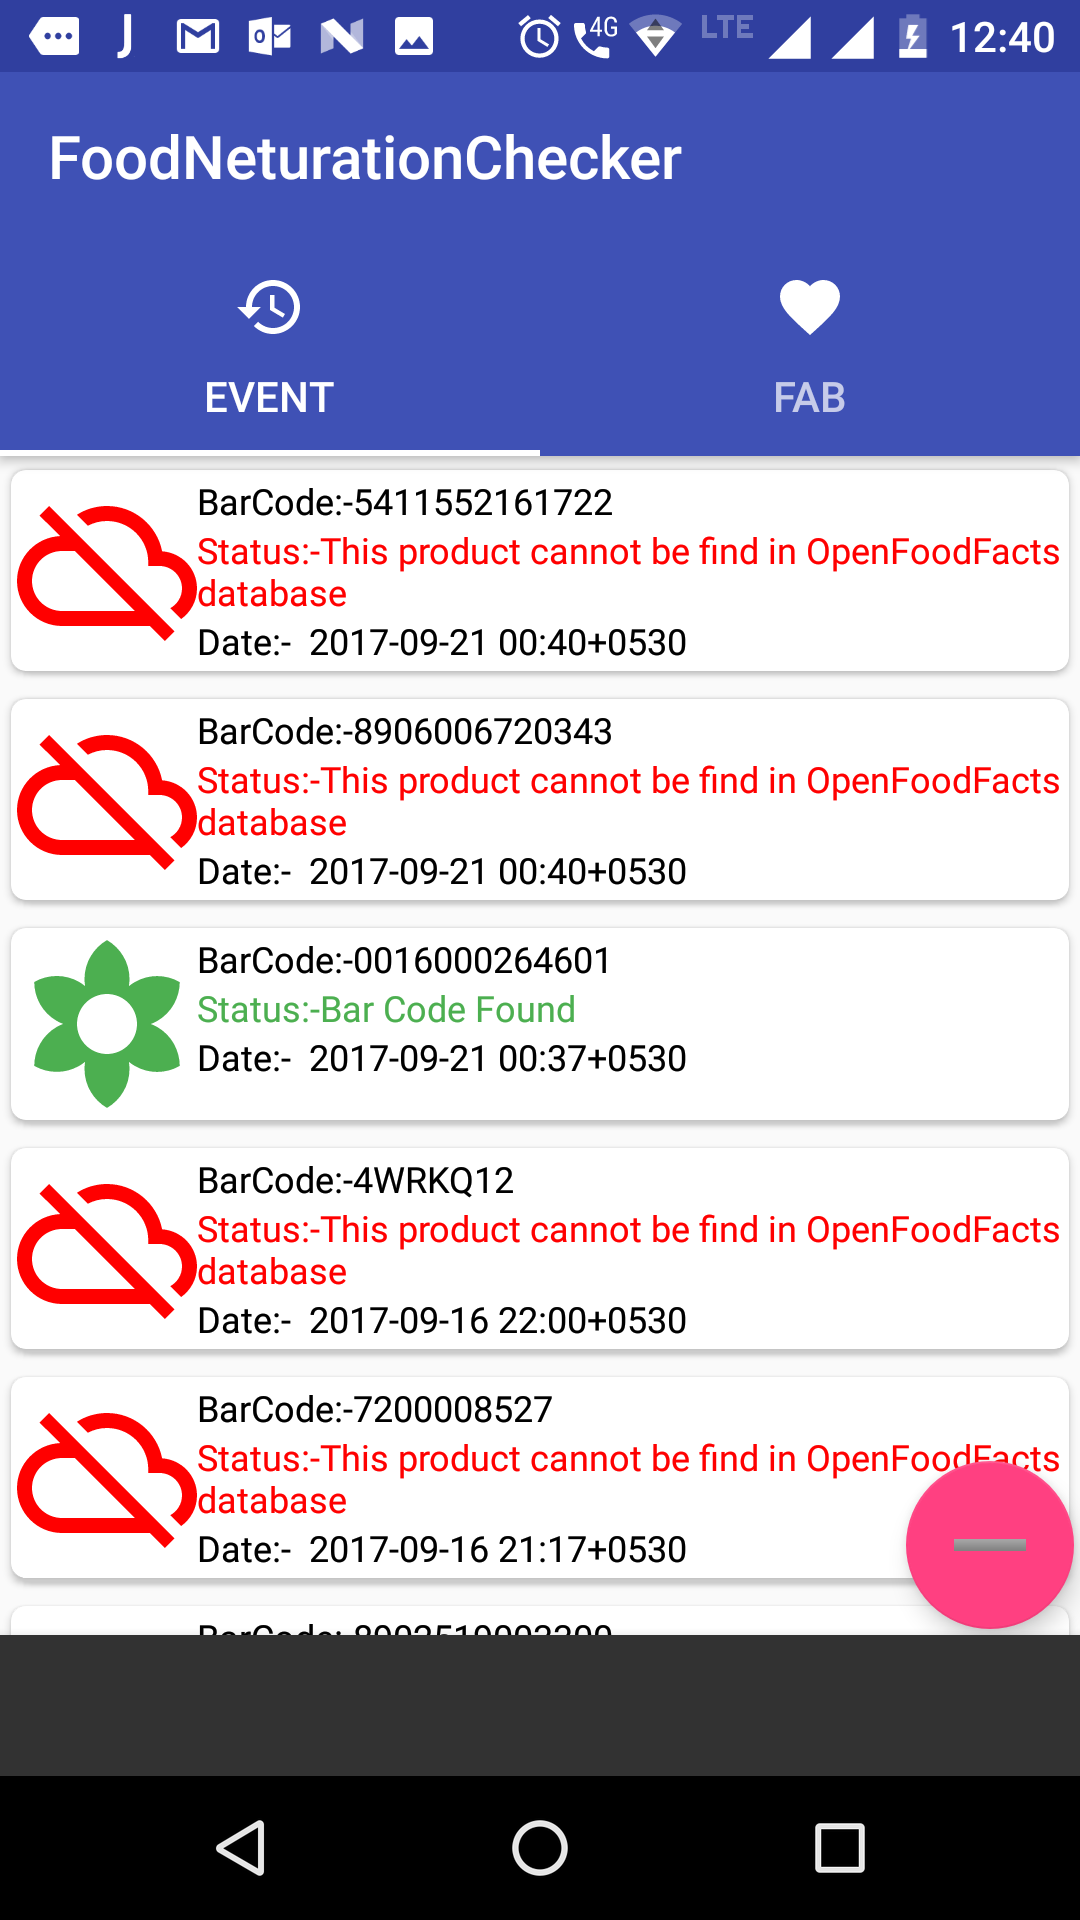 4G LTE 12:40
FoodNeturationChecker
EVENT
FAB
BarCode:-5411552161722
Status:-This product cannot be find in OpenFoodFacts
database
Date:- 2017-09-21 00:40+0530
BarCode:-8906006720343
Status:-This product cannot be find in OpenFoodFacts
database
Date:- 2017-09-21 00:40+0530
BarCode:-0016000264601
Status:-Bar Code Found
Date:- 2017-09-21 00:37+0530
BarCode:-4WRKQ12
Status:-This product cannot be find in OpenFoodFacts
database
Date:- 2017-09-16 22:00+0530
BarCode:-7200008527
Status:-This product cannot be find in OpenFoodFacts
database
Date:- 2017-09-16 21:17+0530